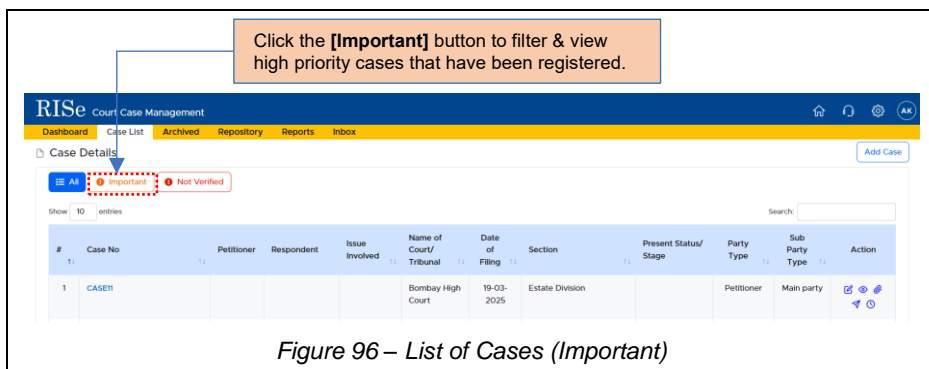 Click the [Important] button to filter & view
high priority cases that have been registered.
RISe Court Case Management
AK
Dashboard Case List Archived Repository Reports Inbox
Case Details
Add Case
All Important Not Verified
Show 10 entries
Search:
# Case No Petitioner Respondent Issue Involved Name of Court/ Tribunal Date of Filing Section Present Status/ Stage Party Type Sub Party Type Action
1 CASE11 Bombay High Court 19-03-2025 Estate Division Petitioner Main party
Figure 96 – List of Cases (Important)